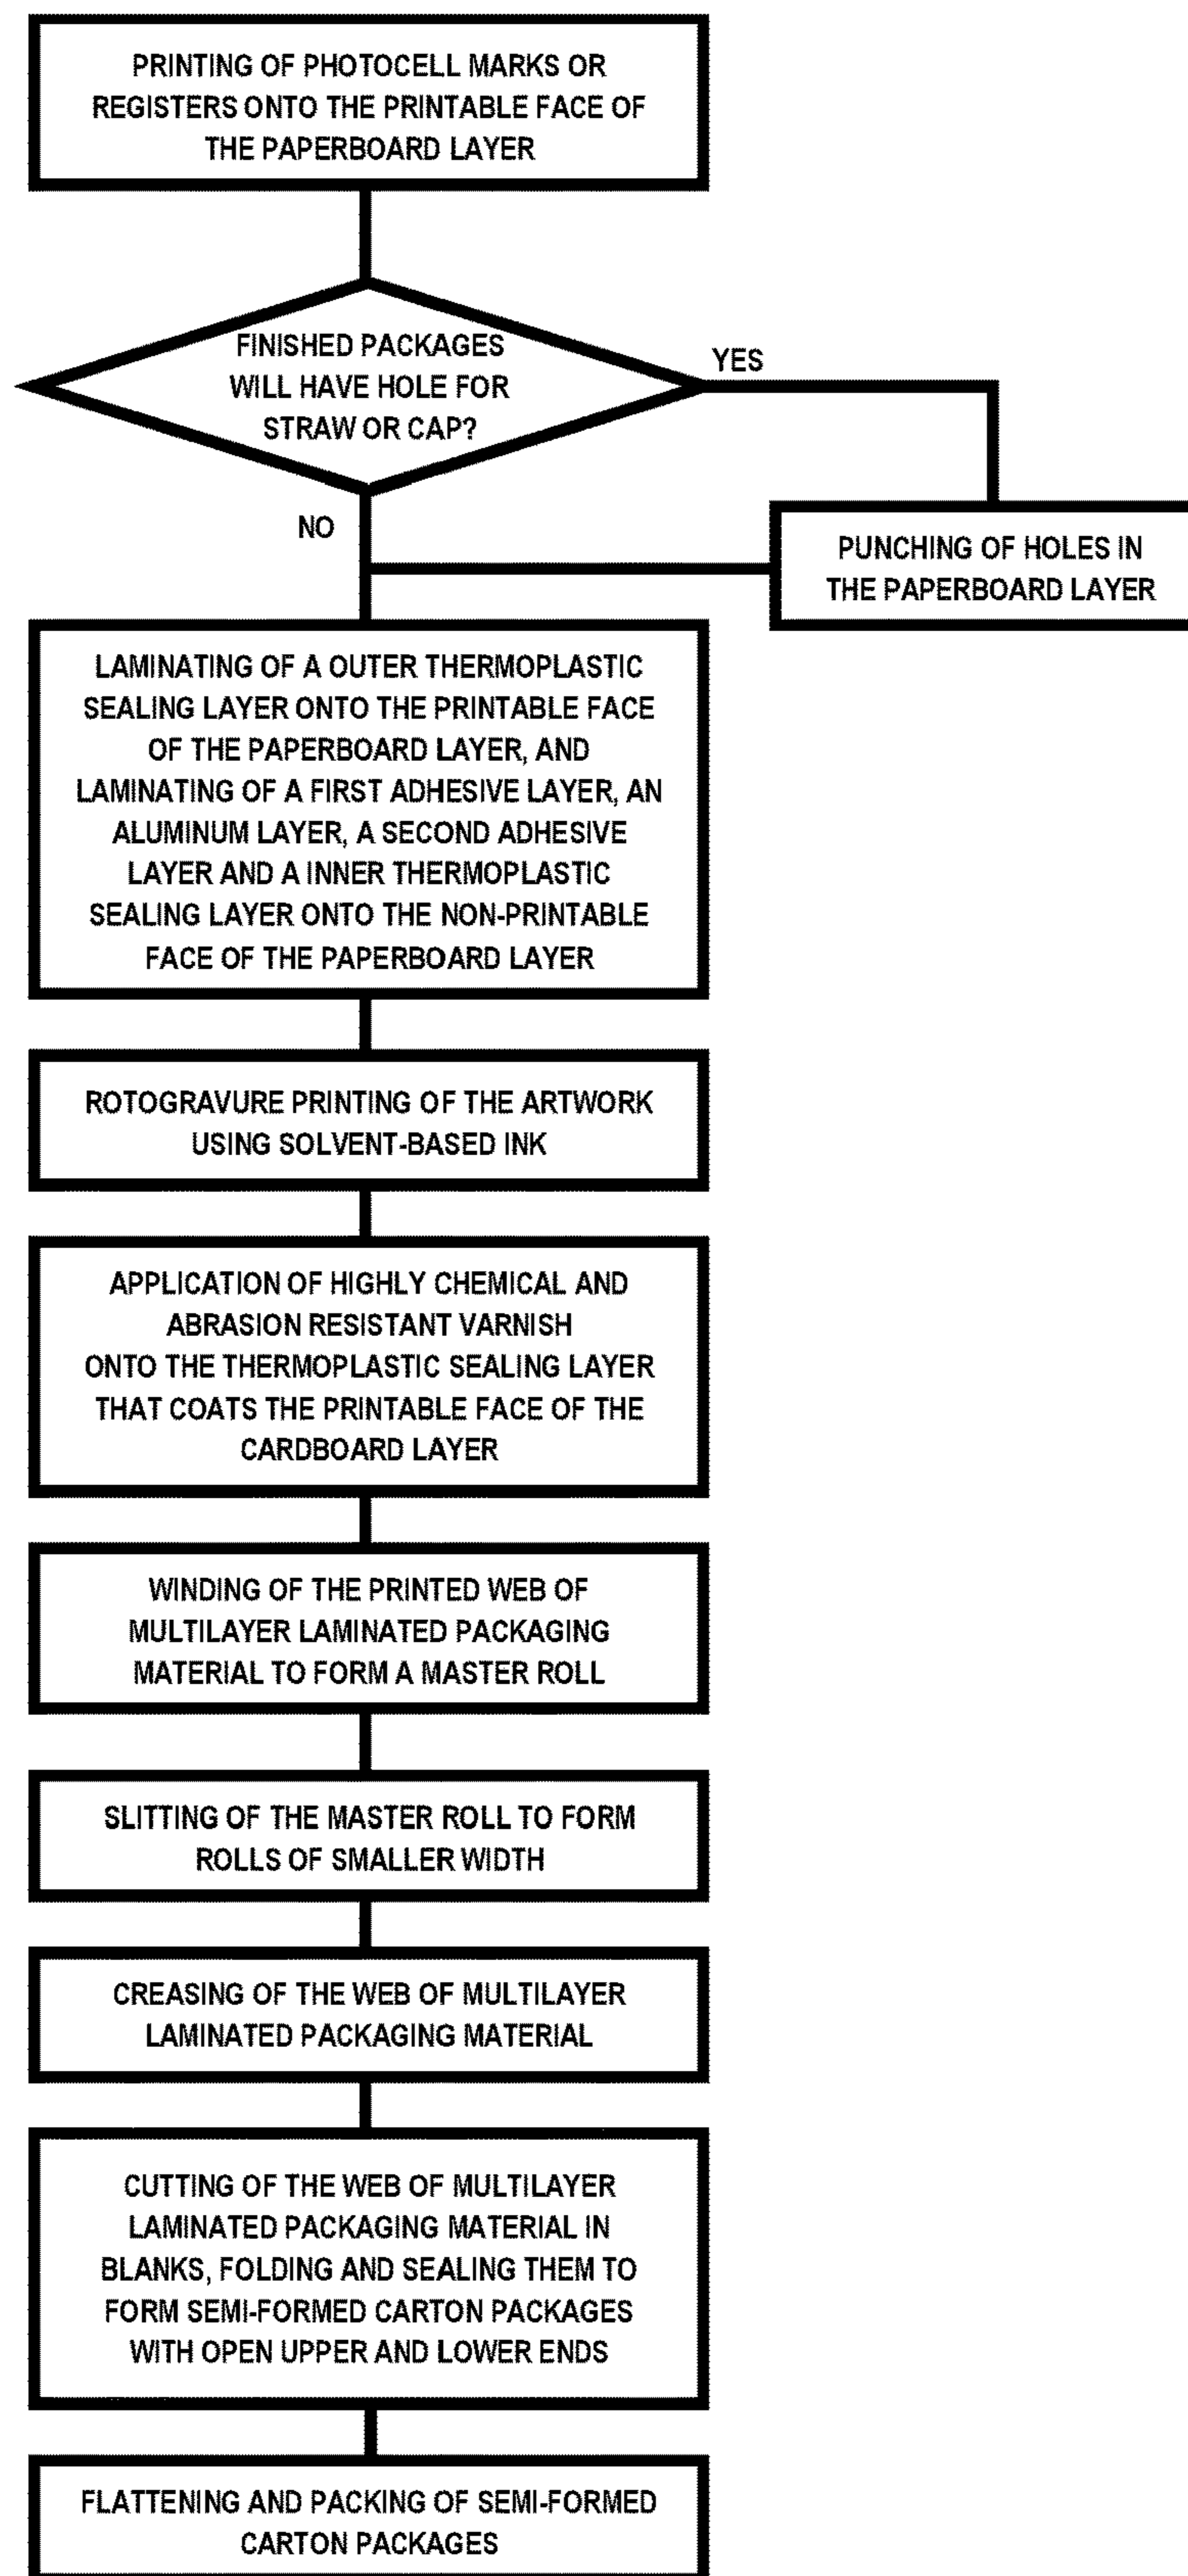 PRINTING OF PHOTOCELL MARKS OR
REGISTERS ONTO THE PRINTABLE FACE OF
THE PAPERBOARD LAYER
FINISHED PACKAGES
WILL HAVE HOLE FOR
STRAW OR CAP?
YES
NO
PUNCHING OF HOLES IN
THE PAPERBOARD LAYER
LAMINATING OF A OUTER THERMOPLASTIC
SEALING LAYER ONTO THE PRINTABLE FACE
OF THE PAPERBOARD LAYER, AND
LAMINATING OF A FIRST ADHESIVE LAYER, AN
ALUMINUM LAYER, A SECOND ADHESIVE
LAYER AND A INNER THERMOPLASTIC
SEALING LAYER ONTO THE NON-PRINTABLE
FACE OF THE PAPERBOARD LAYER
ROTOGRAVURE PRINTING OF THE ARTWORK
USING SOLVENT-BASED INK
APPLICATION OF HIGHLY CHEMICAL AND
ABRASION RESISTANT VARNISH
ONTO THE THERMOPLASTIC SEALING LAYER
THAT COATS THE PRINTABLE FACE OF THE
CARDBOARD LAYER
WINDING OF THE PRINTED WEB OF
MULTILAYER LAMINATED PACKAGING
MATERIAL TO FORM A MASTER ROLL
SLITTING OF THE MASTER ROLL TO FORM
ROLLS OF SMALLER WIDTH
CREASING OF THE WEB OF MULTILAYER
LAMINATED PACKAGING MATERIAL
CUTTING OF THE WEB OF MULTILAYER
LAMINATED PACKAGING MATERIAL IN
BLANKS, FOLDING AND SEALING THEM TO
FORM SEMI-FORMED CARTON PACKAGES
WITH OPEN UPPER AND LOWER ENDS
FLATTENING AND PACKING OF SEMI-FORMED
CARTON PACKAGES